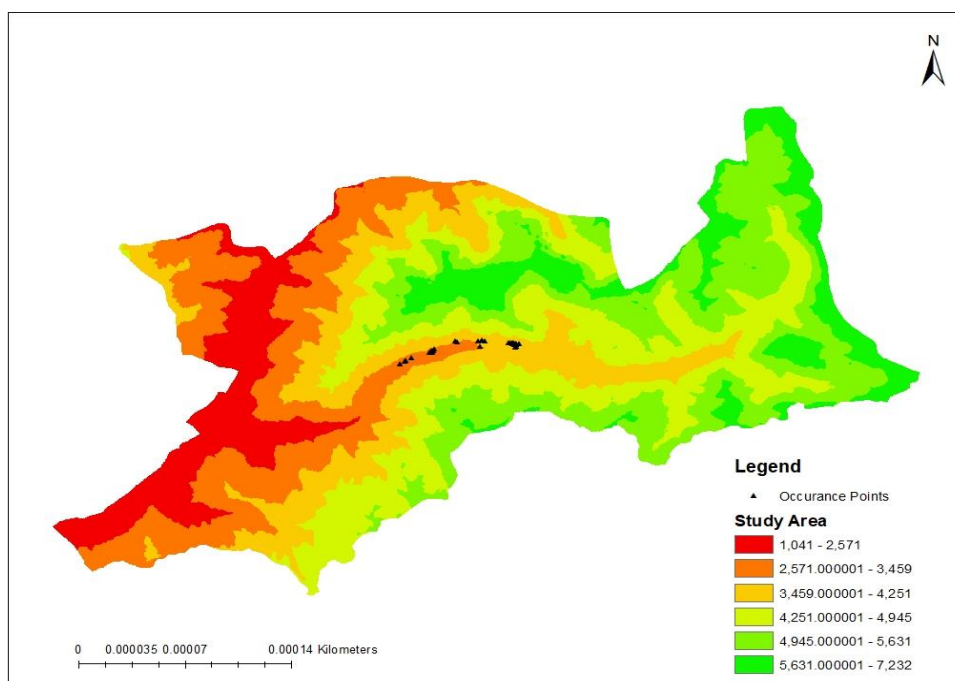 N
Legend
Occurance Points
Study Area
1,041 - 2,571
2,571.000001 - 3,459
3,459.000001 - 4,251
4,251.000001 - 4,945
4,945.000001 - 5,631
5,631.000001 - 7,232
0 0.000035 0.00007 0.00014 Kilometers